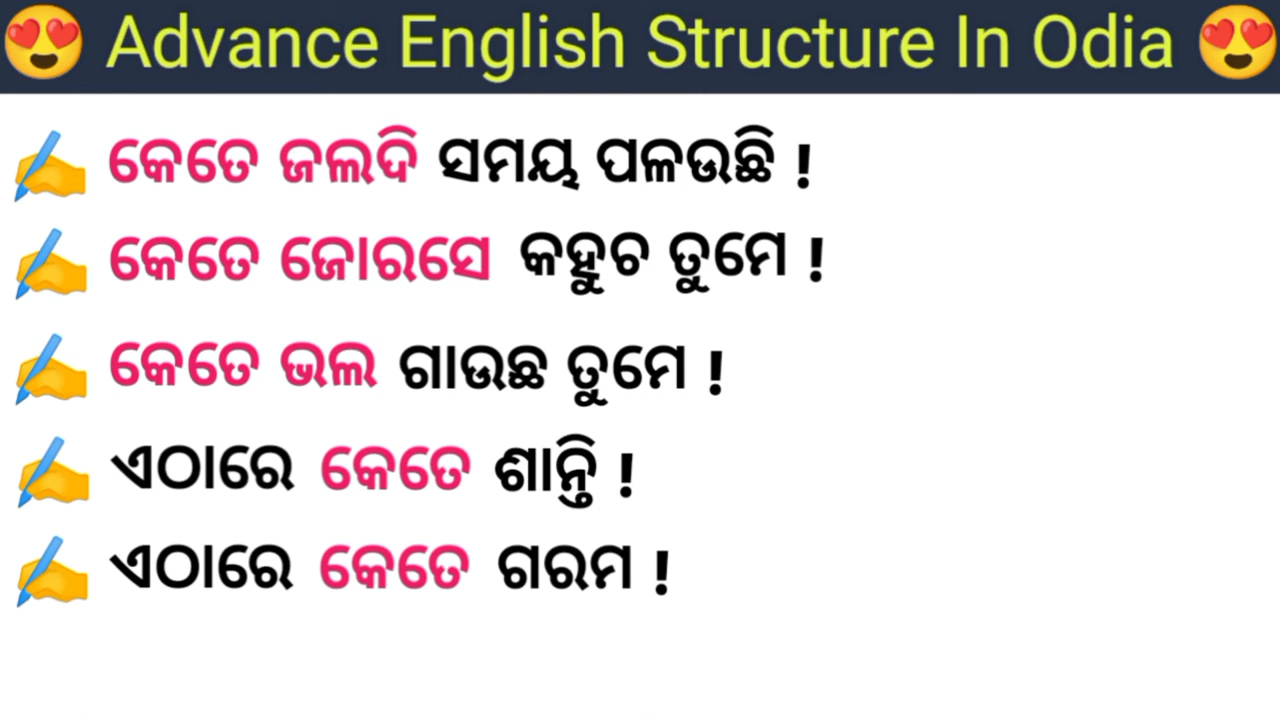 😍 Advance English Structure In Odia 😍
✍ କେତେ ଜଲଦି ସମୟ ପଳଉଛି !
✍ କେତେ ଜୋରସେ କହୁଚ ତୁମେ !
✍ କେତେ ଭଲ ଗାଉଛ ତୁମେ !
✍ ଏଠାରେ କେତେ ଶାନ୍ତି !
✍ ଏଠାରେ କେତେ ଗରମ !